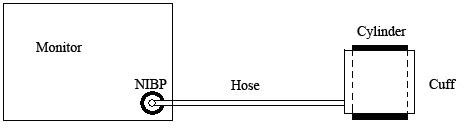 Cylinder
Monitor
NIBP
Hose
Cuff